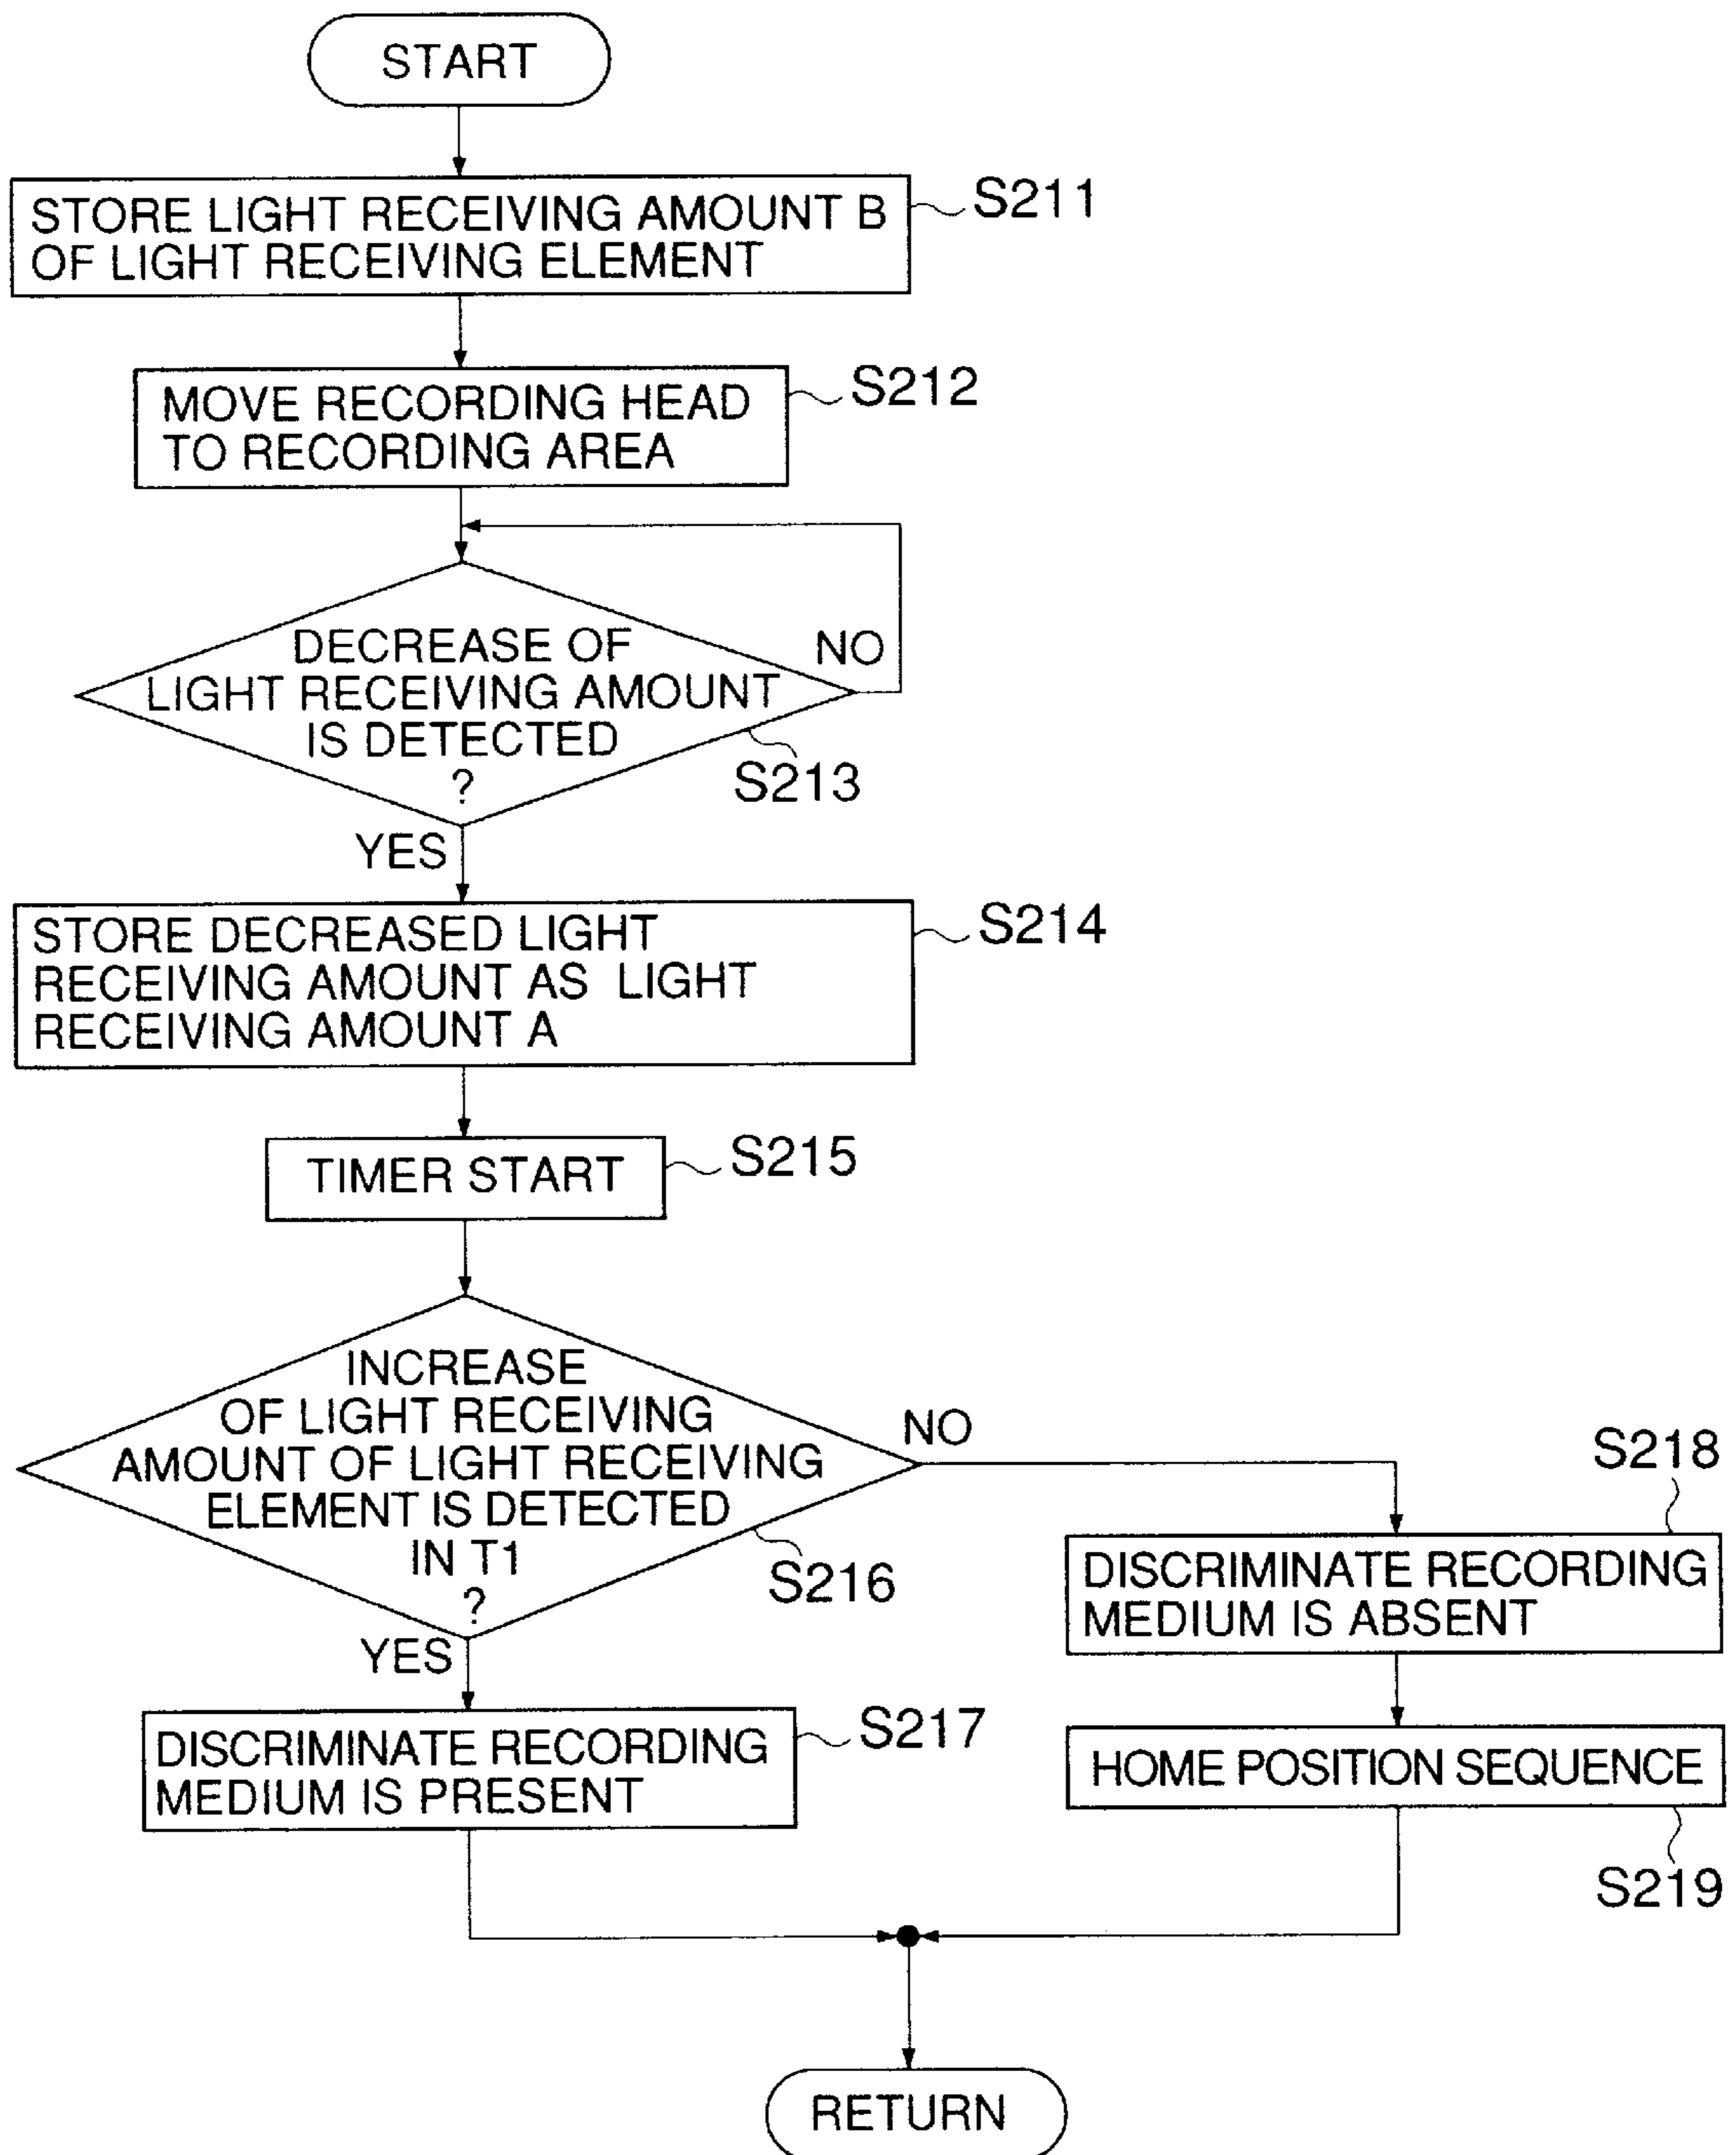 START
STORE LIGHT RECEIVING AMOUNT B
OF LIGHT RECEIVING ELEMENT
S211
MOVE RECORDING HEAD
TO RECORDING AREA
S212
DECREASE OF
LIGHT RECEIVING AMOUNT
IS DETECTED
?
NO
S213
YES
STORE DECREASED LIGHT
RECEIVING AMOUNT AS LIGHT
RECEIVING AMOUNT A
S214
TIMER START
S215
INCREASE
OF LIGHT RECEIVING
AMOUNT OF LIGHT RECEIVING
ELEMENT IS DETECTED
IN T1
?
NO
S216
YES
DISCRIMINATE RECORDING
MEDIUM IS PRESENT
S217
S218
DISCRIMINATE RECORDING
MEDIUM IS ABSENT
HOME POSITION SEQUENCE
S219
RETURN